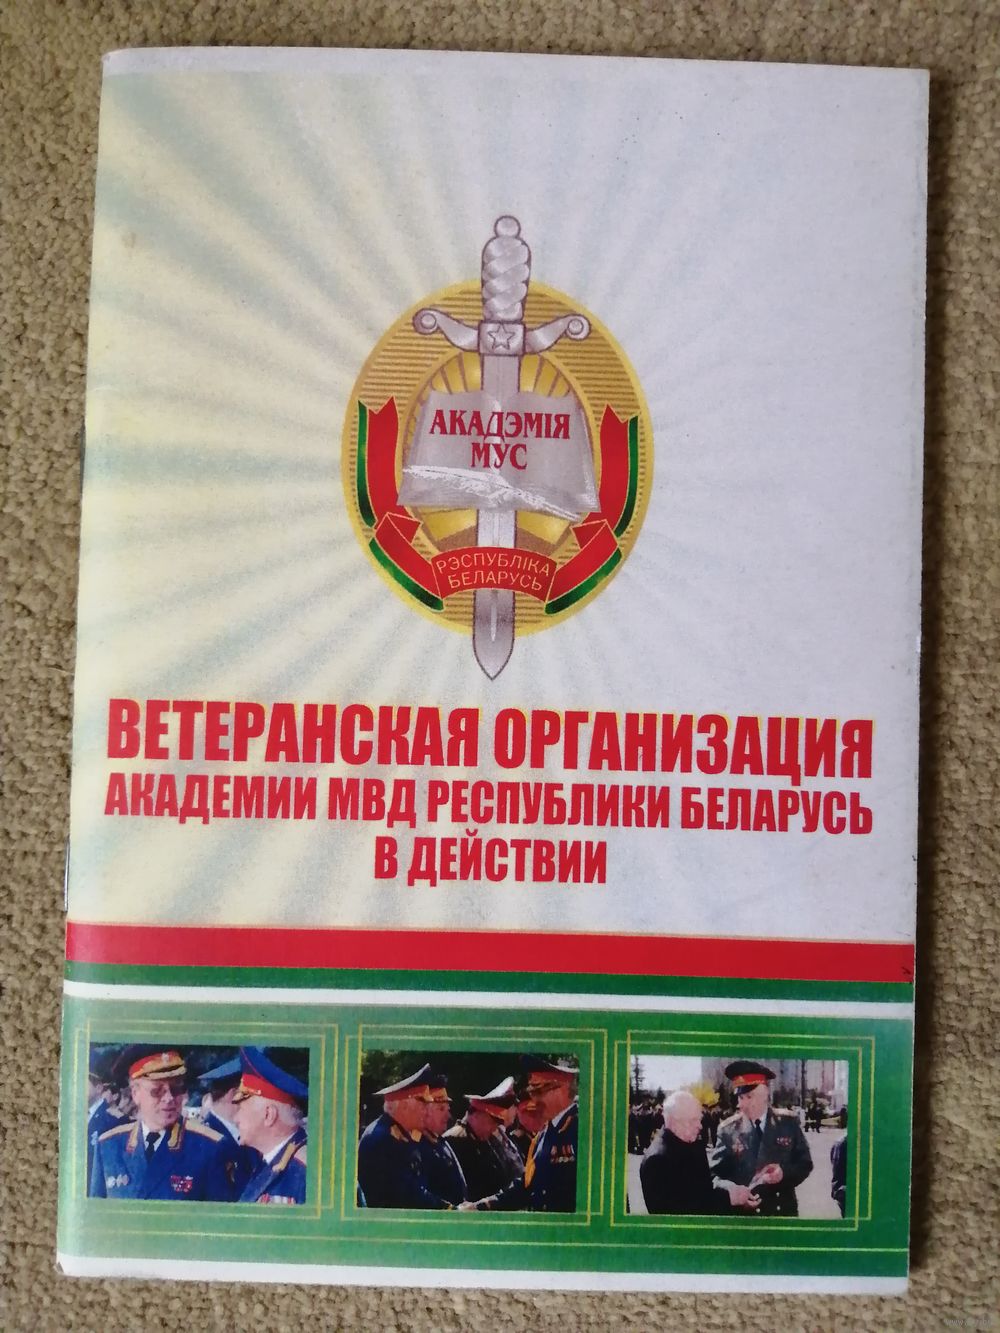 АКАДЭМІЯ
МУС
РЭСПУБЛІКА
БЕЛАРУСЬ
ВЕТЕРАНСКАЯ ОРГАНИЗАЦИЯ
АКАДЕМИИ МВД РЕСПУБЛИКИ БЕЛАРУСЬ
В ДЕЙСТВИИ